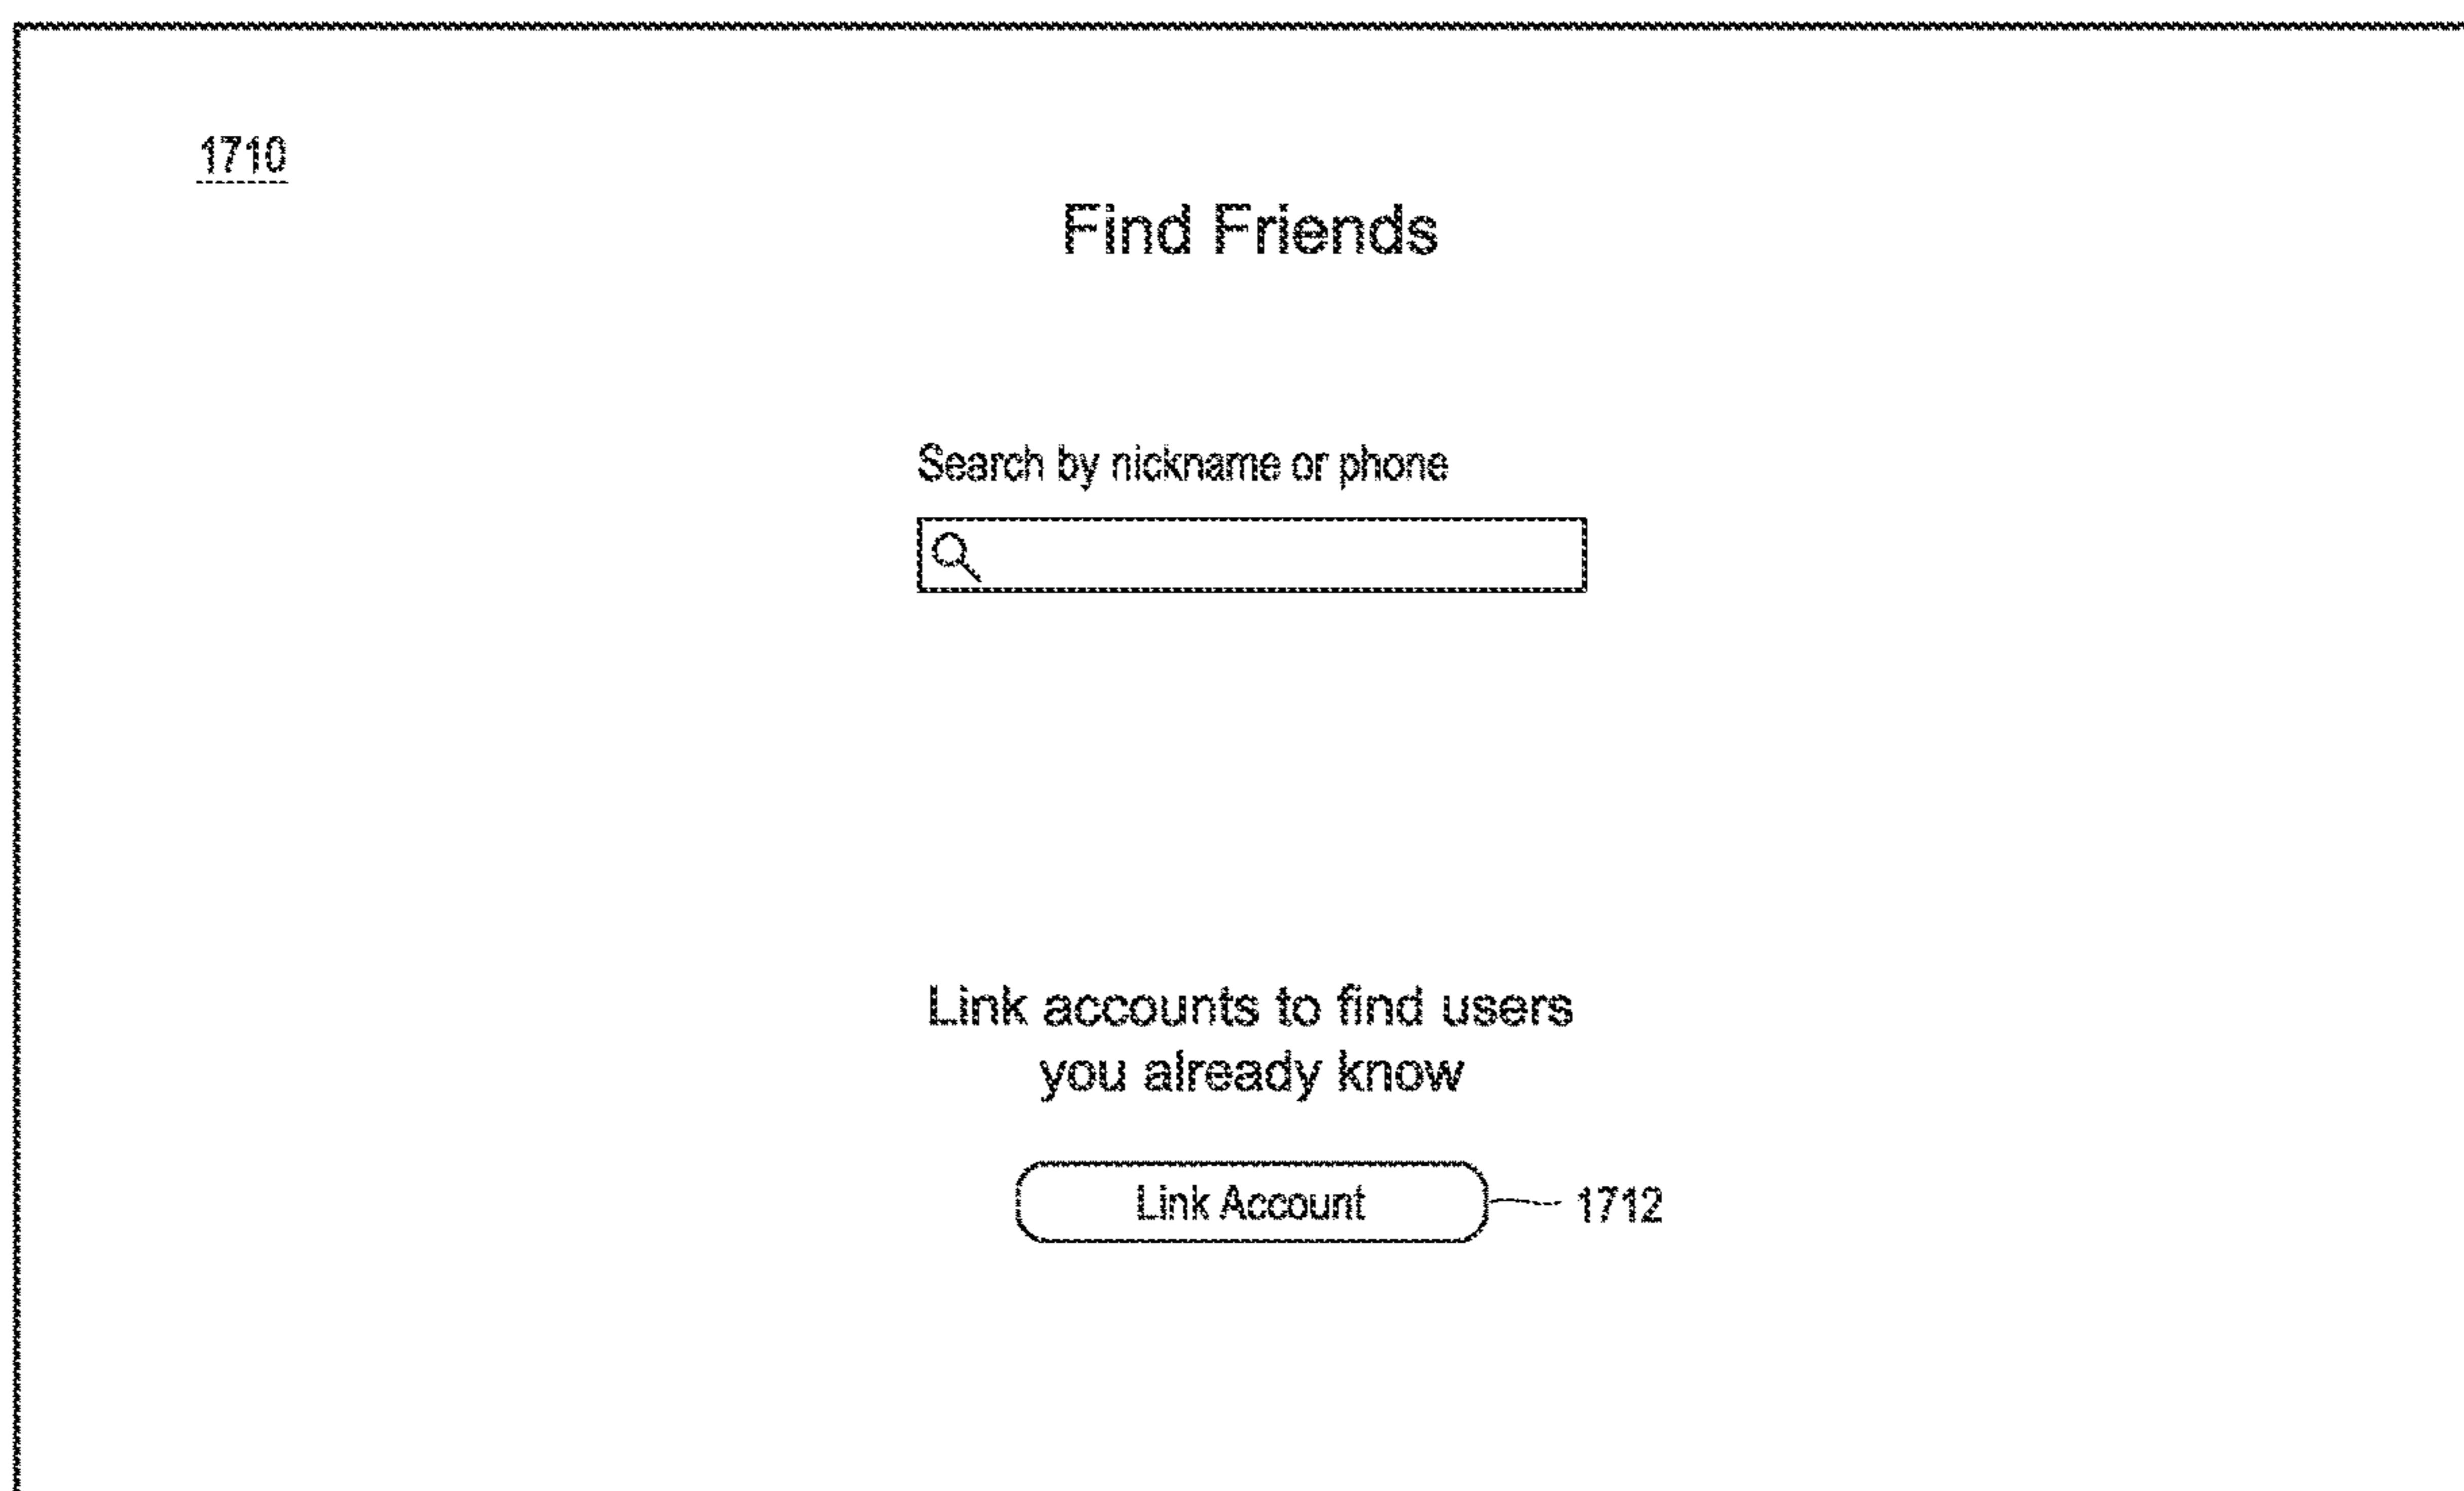 1710
Find Friends
Search by nickname or phone
Link accounts to find users
you already know
Link Account
1712